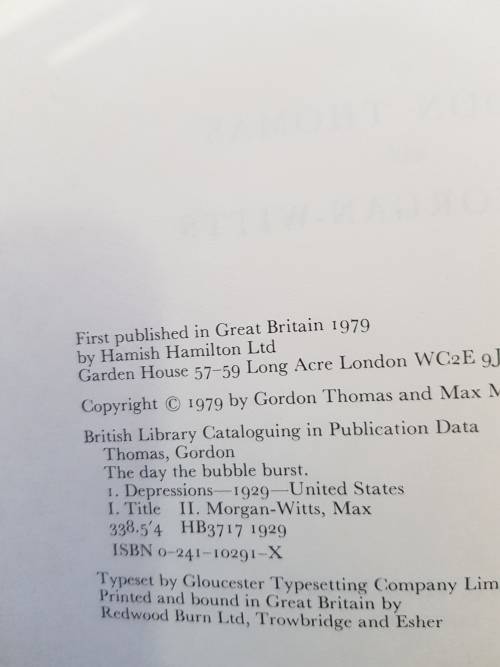 First published in Great Britain 1979
by Hamish Hamilton Ltd
Garden House 57–59 Long Acre London WC2E 9J
Copyright © 1979 by Gordon Thomas and Max M
British Library Cataloguing in Publication Data
Thomas, Gordon
The day the bubble burst.
1. Depressions—1929—United States
I. Title II. Morgan-Witts, Max
338.5′4 HB3717 1929
ISBN 0–241–10291–X
Typeset by Gloucester Typesetting Company Lim
Printed and bound in Great Britain by
Redwood Burn Ltd, Trowbridge and Esher